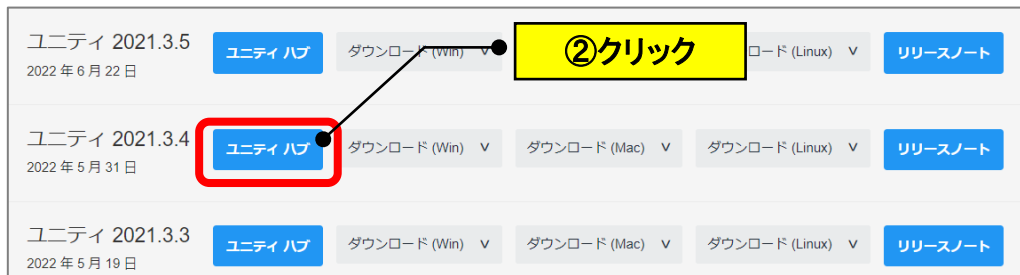 ユニティ 2021.3.5
2022 年 6 月 22 日
ユニティ ハブ
ダウンロード (Win) ∨
②クリック
ロード (Linux) ∨
リリースノート
ユニティ 2021.3.4
2022 年 5 月 31 日
ユニティ ハブ
ダウンロード (Win) ∨
ダウンロード (Mac) ∨
ダウンロード (Linux) ∨
リリースノート
ユニティ 2021.3.3
2022 年 5 月 19 日
ユニティ ハブ
ダウンロード (Win) ∨
ダウンロード (Mac) ∨
ダウンロード (Linux) ∨
リリースノート